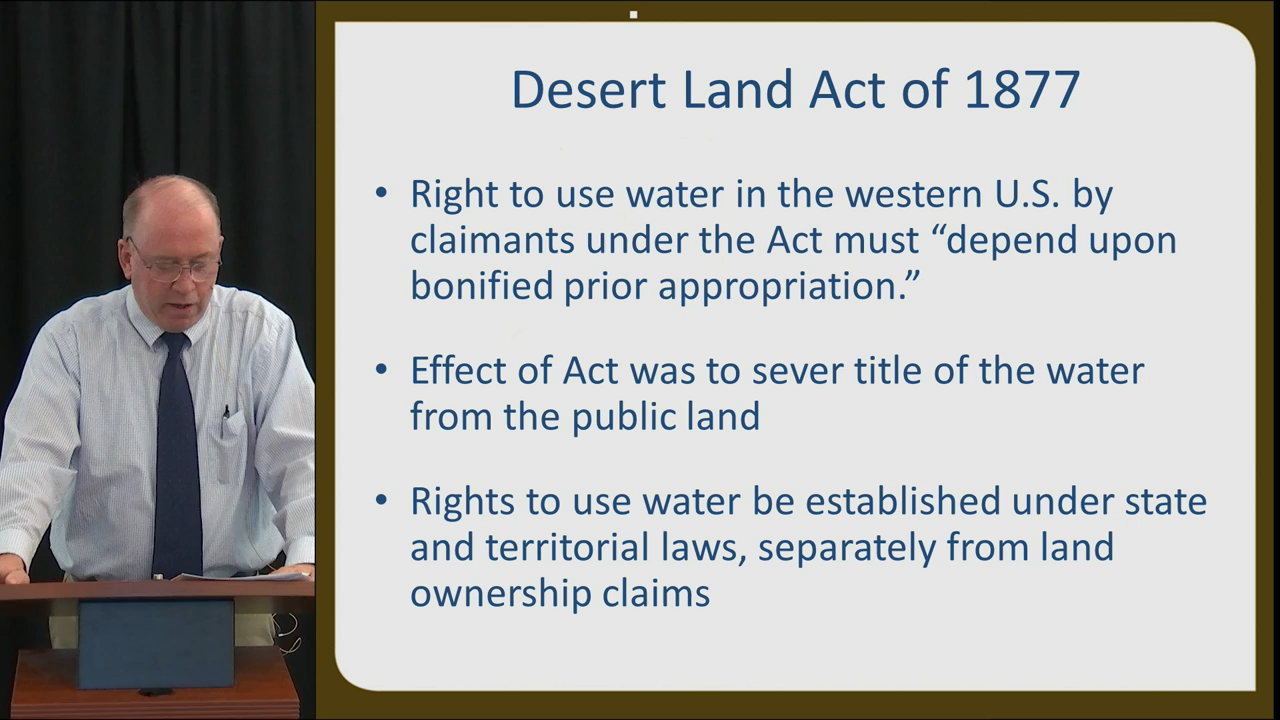 Desert Land Act of 1877
• Right to use water in the western U.S. by
claimants under the Act must “depend upon
bonified prior appropriation.”
• Effect of Act was to sever title of the water
from the public land
• Rights to use water be established under state
and territorial laws, separately from land
ownership claims